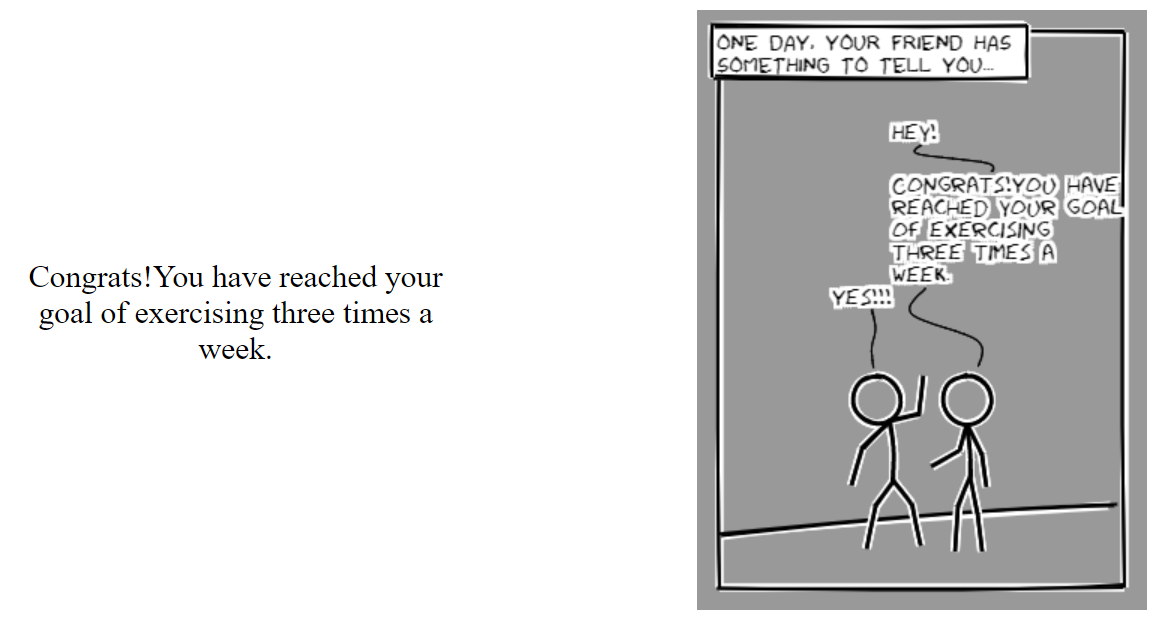 Congrats!You have reached your
goal of exercising three times a
week.
ONE DAY, YOUR FRIEND HAS
SOMETHING TO TELL YOU...
HEY!
CONGRATS!YOU HAVE
REACHED YOUR GOAL
OF EXERCISING
THREE TIMES A
WEEK.
YES!!!